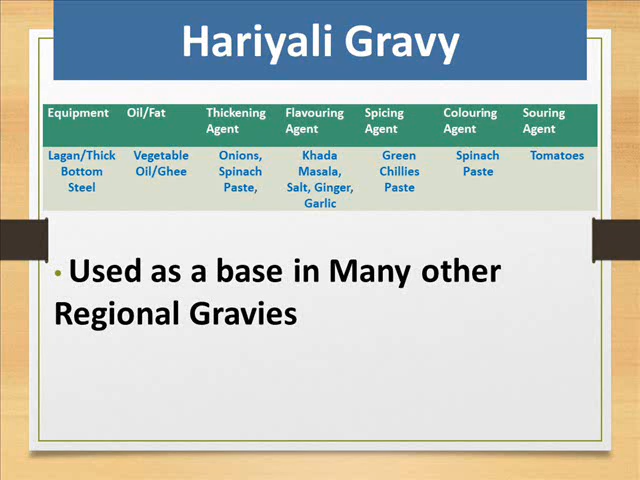 Hariyali Gravy
Equipment Oil/Fat Thickening Agent Flavouring Agent Spicing Agent Colouring Agent Souring Agent
Lagan/Thick Bottom Steel Vegetable Oil/Ghee Onions, Spinach Paste, Khada Masala, Salt, Ginger, Garlic Green Chillies Paste Spinach Paste Tomatoes
• Used as a base in Many other
Regional Gravies